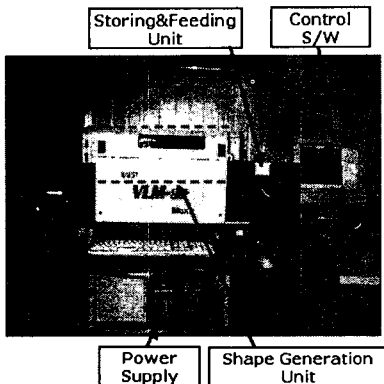 Storing&Feeding
Unit
Control
S/W
VLM-
Power
Supply
Shape Generation
Unit